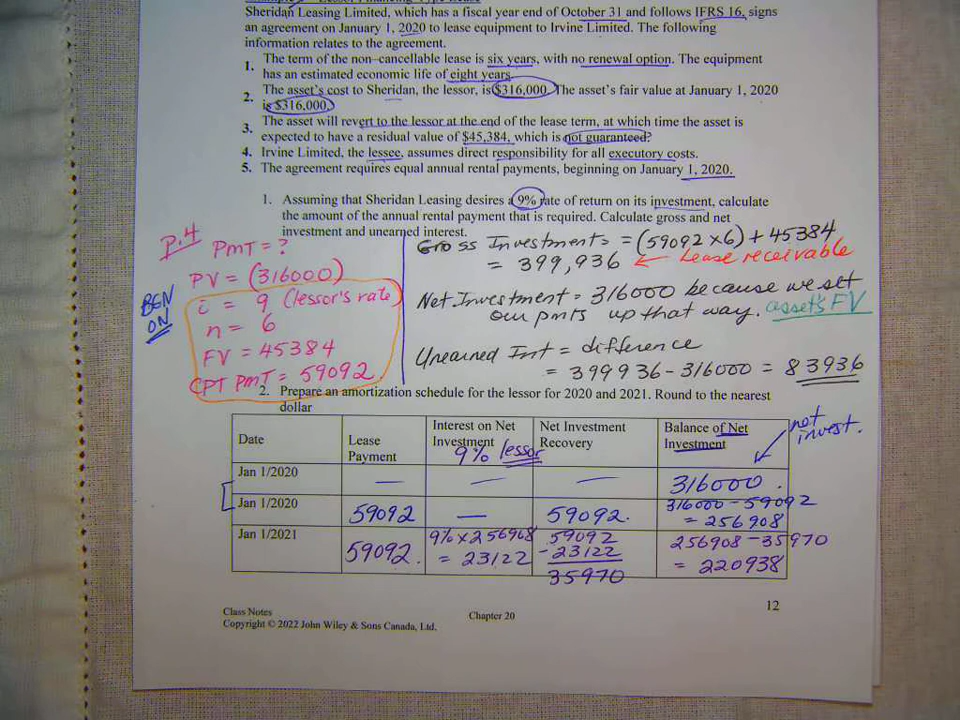 Sheridan Leasing Limited, which has a fiscal year end of October 31 and follows IFRS 16, signs
an agreement on January 1, 2020 to lease equipment to Irvine Limited. The following
information relates to the agreement.
1. The term of the non-cancellable lease is six years, with no renewal option. The equipment
has an estimated economic life of eight years.
2. The asset's cost to Sheridan, the lessor, is $316,000. The asset's fair value at January 1, 2020
is $316,000.
3. The asset will revert to the lessor at the end of the lease term, at which time the asset is
expected to have a residual value of $45,384, which is not guaranteed?
4. Irvine Limited, the lessee, assumes direct responsibility for all executory costs.
5. The agreement requires equal annual rental payments, beginning on January 1, 2020.
1. Assuming that Sheridan Leasing desires a 9% rate of return on its investment, calculate
the amount of the annual rental payment that is required. Calculate gross and net
investment and unearned interest.
P.4
PMT = ?
PV = (316000)
BGN
ON
i = 9 (lessor's rate)
n = 6
FV = 45384
CPT PMT = 59092
Gross Investments = (59092 x 6) + 45384
= 399,936 ← Lease receivable
Net Investment = 316000 because we set
our pmts up that way. asset's FV
Unearned Int = difference
= 399936 - 316000 = 83936
2. Prepare an amortization schedule for the lessor for 2020 and 2021. Round to the nearest
dollar
Date
Lease
Payment
Interest on Net
Investment
9% lessor
Net Investment
Recovery
Balance of Net
Investment
net
invest.
Jan 1/2020 — — — 316000.
Jan 1/2020 59092 — 59092. 316000 - 59092
= 256908
Jan 1/2021 59092. 9% x 256908
= 23122
59092
- 23122
35970
256908 - 35970
= 220938
Class Notes
Copyright © 2022 John Wiley & Sons Canada, Ltd.
Chapter 20
12